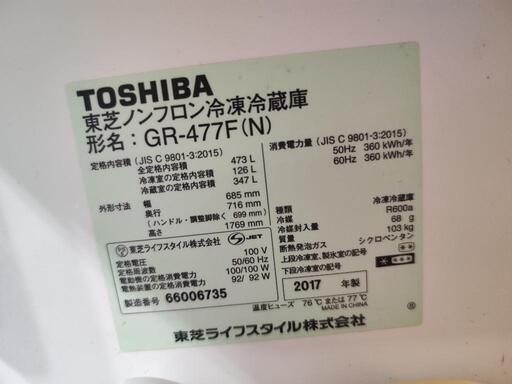 TOSHIBA
東芝ノンフロン冷凍冷蔵庫
形名：GR-477F(N)
定格内容積 (JIS C 9801-3:2015)
全定格内容積 473 L
冷凍室の定格内容積 126 L
冷蔵室の定格内容積 347 L
外形寸法 幅 685 mm
奥行 716 mm
(ハンドル・調整脚除く 699 mm)
高さ 1769 mm
東芝ライフスタイル株式会社
JET
定格電圧 100 V
定格周波数 50/60 Hz
電動機の定格消費電力 100/100 W
電熱装置の定格消費電力 92/ 92 W
製造番号 66006735
消費電力量 (JIS C 9801-3:2015)
50Hz 360 kWh/年
60Hz 360 kWh/年
種類 冷凍冷蔵庫
冷媒 R600a
冷媒封入量 68 g
質量 103 kg
断熱発泡ガス シクロペンタン
上段冷凍室、製氷室の記号
下段冷凍室の記号
2017 年製
温度ヒューズ 76℃ または 77℃
MADE IN CHINA
東芝ライフスタイル株式会社